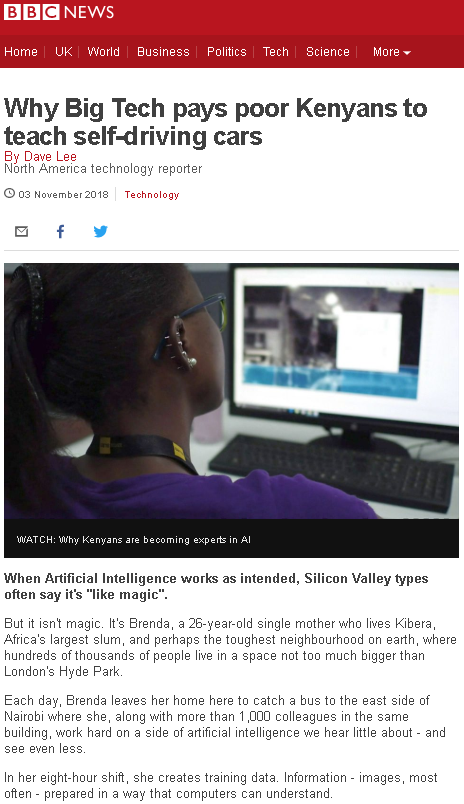 BBC NEWS
Home UK World Business Politics Tech Science More
Why Big Tech pays poor Kenyans to
teach self-driving cars
By Dave Lee
North America technology reporter
03 November 2018 Technology
WATCH: Why Kenyans are becoming experts in AI
When Artificial Intelligence works as intended, Silicon Valley types
often say it's "like magic".
But it isn't magic. It's Brenda, a 26-year-old single mother who lives Kibera,
Africa's largest slum, and perhaps the toughest neighbourhood on earth, where
hundreds of thousands of people live in a space not too much bigger than
London's Hyde Park.
Each day, Brenda leaves her home here to catch a bus to the east side of
Nairobi where she, along with more than 1,000 colleagues in the same
building, work hard on a side of artificial intelligence we hear little about - and
see even less.
In her eight-hour shift, she creates training data. Information - images, most
often - prepared in a way that computers can understand.